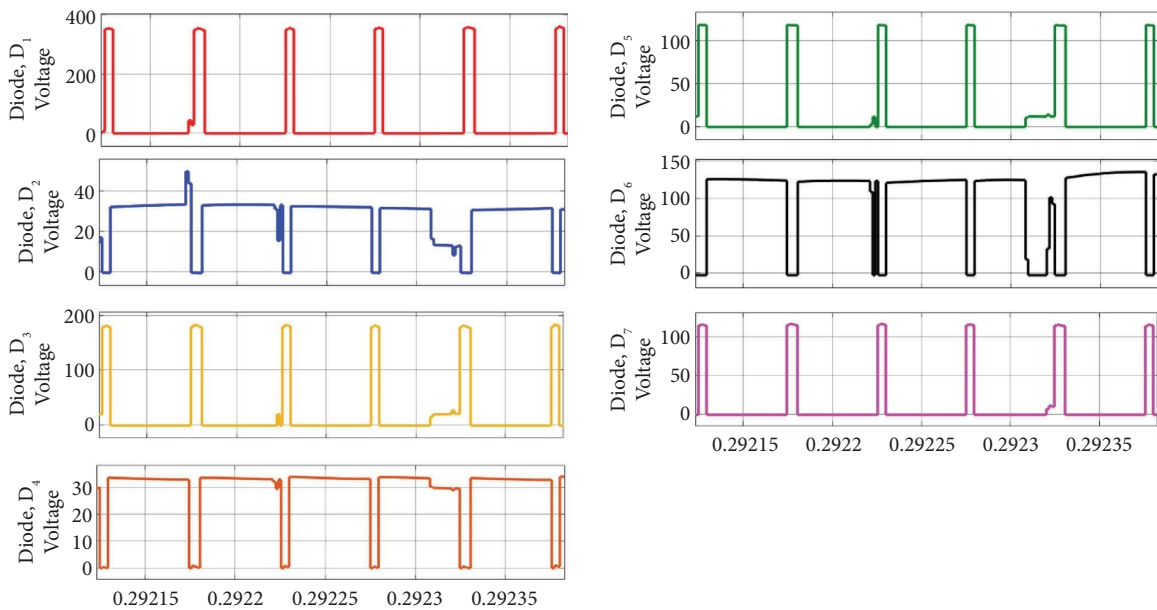 Diode, D1
Voltage
400
200
0
Diode, D2
Voltage
40
20
0
Diode, D3
Voltage
200
100
0
Diode, D4
Voltage
30
20
10
0
0.29215
0.2922
0.292225
0.2923
0.29235
Diode, D5
Voltage
100
50
0
Diode, D6
Voltage
150
100
50
0
Diode, D7
Voltage
100
50
0
0.29215
0.2922
0.292225
0.2923
0.29235